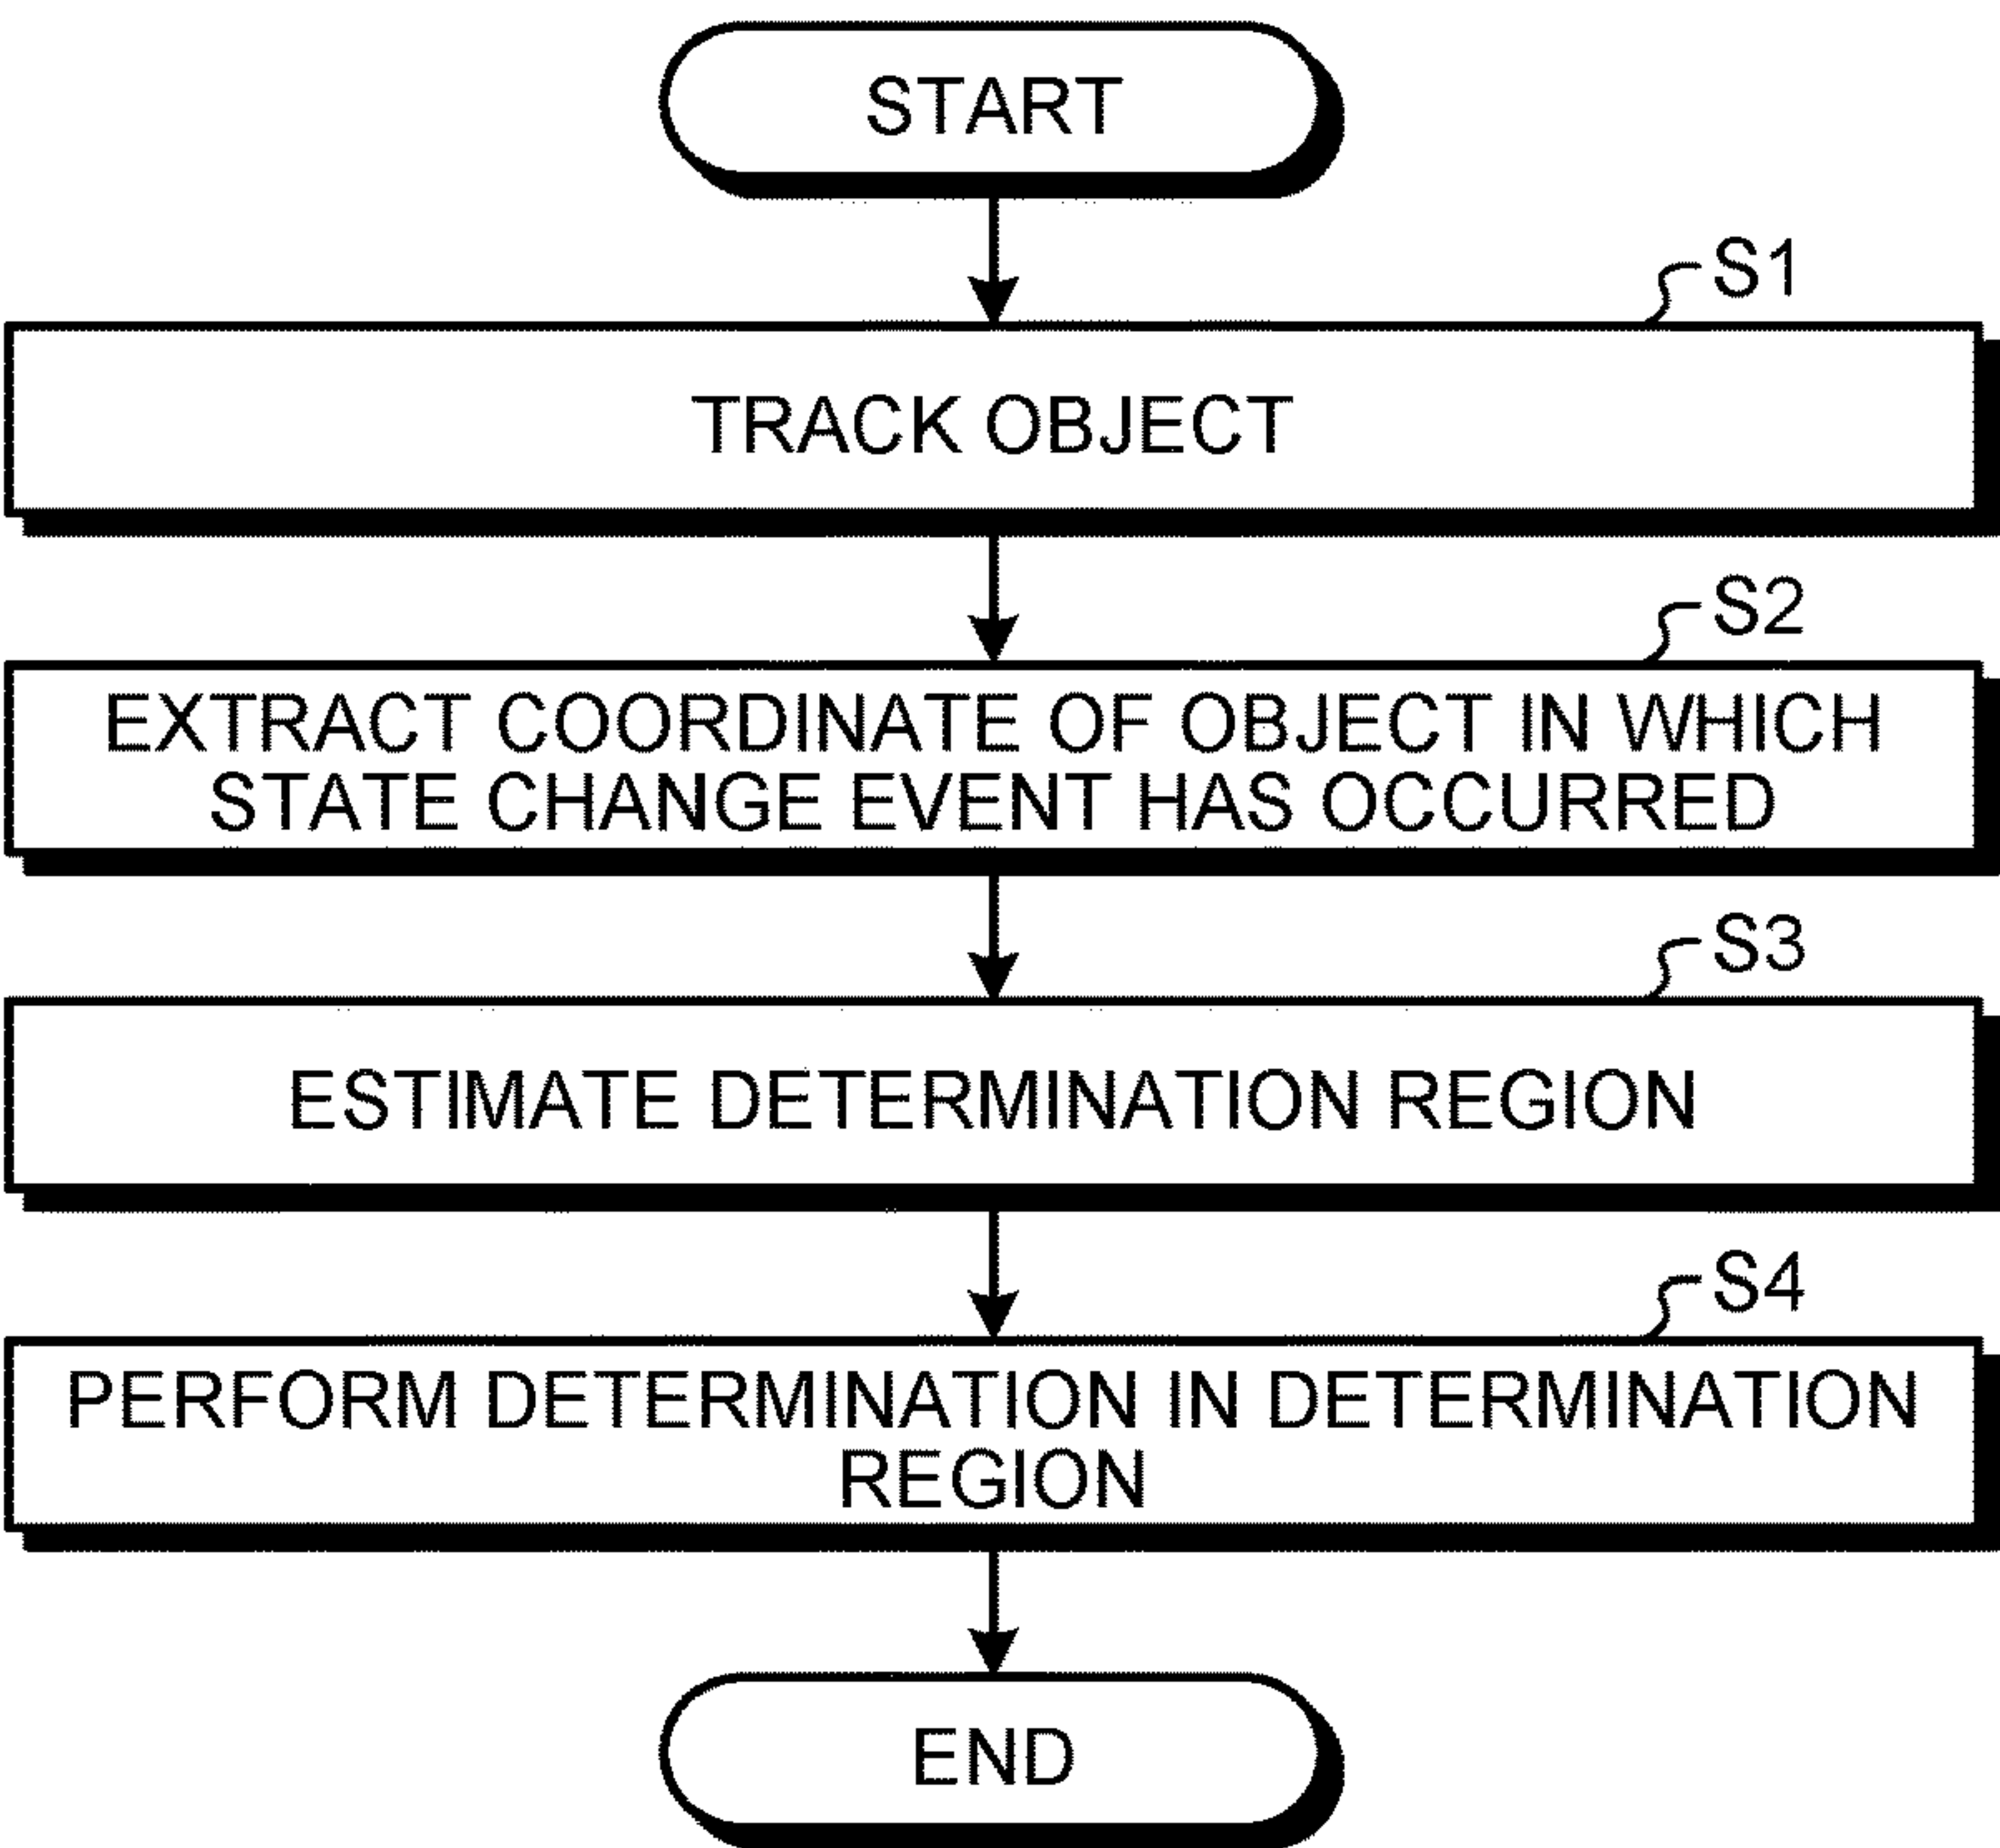 START
S1
TRACK OBJECT
S2
EXTRACT COORDINATE OF OBJECT IN WHICH
STATE CHANGE EVENT HAS OCCURRED
S3
ESTIMATE DETERMINATION REGION
S4
PERFORM DETERMINATION IN DETERMINATION
REGION
END